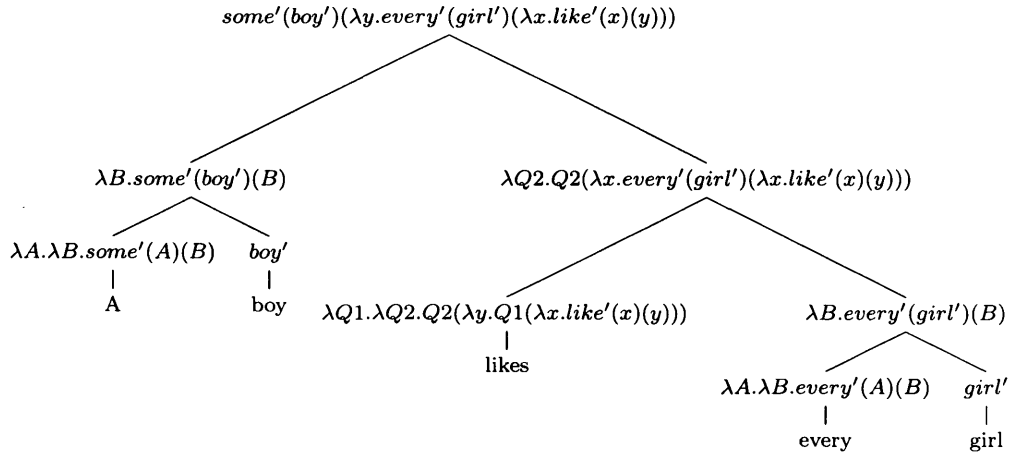 some′(boy′)(λy.every′(girl′)(λx.like′(x)(y)))
λB.some′(boy′)(B) λQ2.Q2(λx.every′(girl′)(λx.like′(x)(y)))
λA.λB.some′(A)(B) boy′
A boy
λQ1.λQ2.Q2(λy.Q1(λx.like′(x)(y))) λB.every′(girl′)(B)
likes
λA.λB.every′(A)(B) girl′
every girl